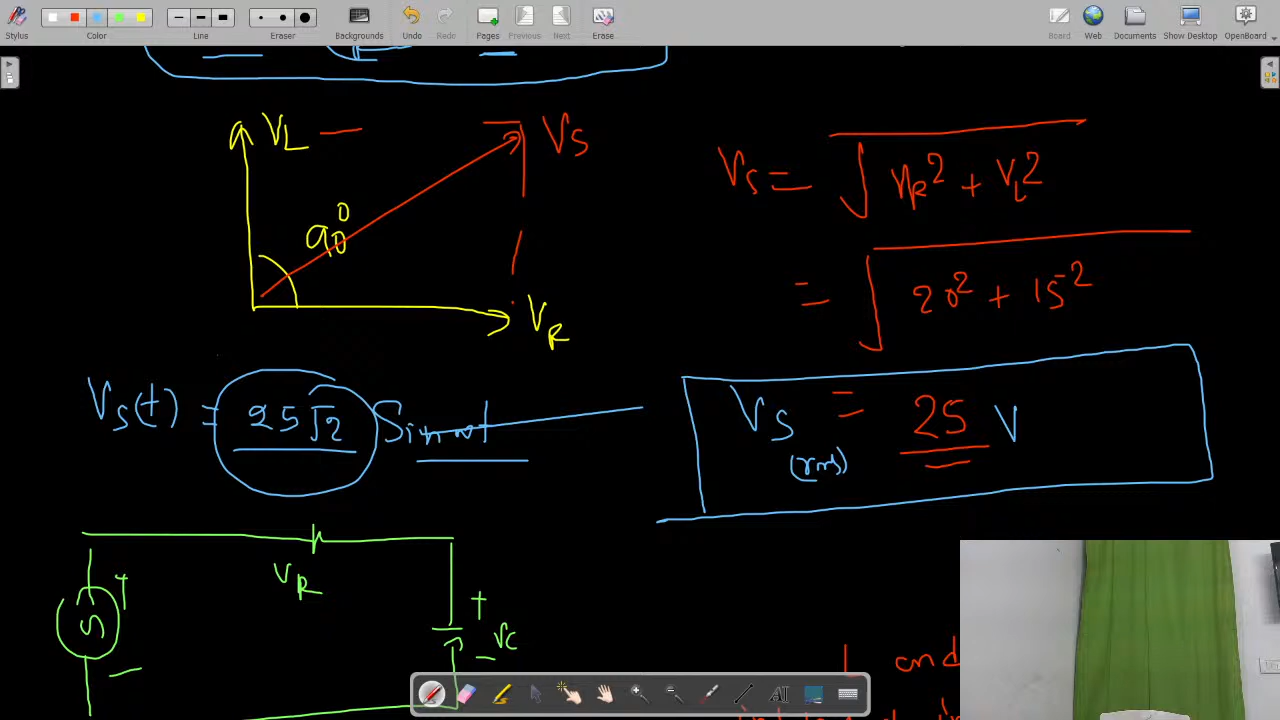 Stylus Color Line Eraser Backgrounds Undo Redo Pages Previous Next Erase Board Web Documents Show Desktop OpenBoard
VL
VS
90°
VR
VS = √VR² + VL²
= √20² + 15²
VS(t) = 25√2 Sinωt
VS = 25 V
(rms)
S + −
VR
+
− VC
L and